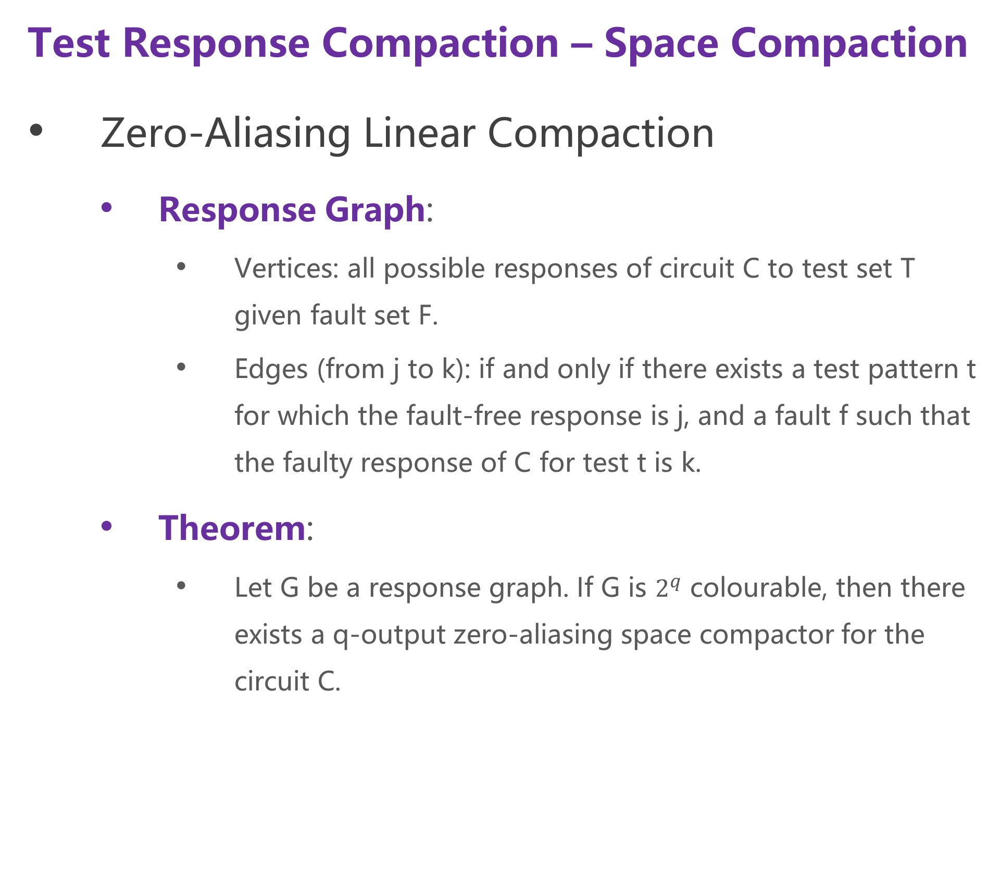 Test Response Compaction – Space Compaction
• Zero-Aliasing Linear Compaction
• Response Graph:
• Vertices: all possible responses of circuit C to test set T
given fault set F.
• Edges (from j to k): if and only if there exists a test pattern t
for which the fault-free response is j, and a fault f such that
the faulty response of C for test t is k.
• Theorem:
• Let G be a response graph. If G is $2^q$ colourable, then there
exists a q-output zero-aliasing space compactor for the
circuit C.